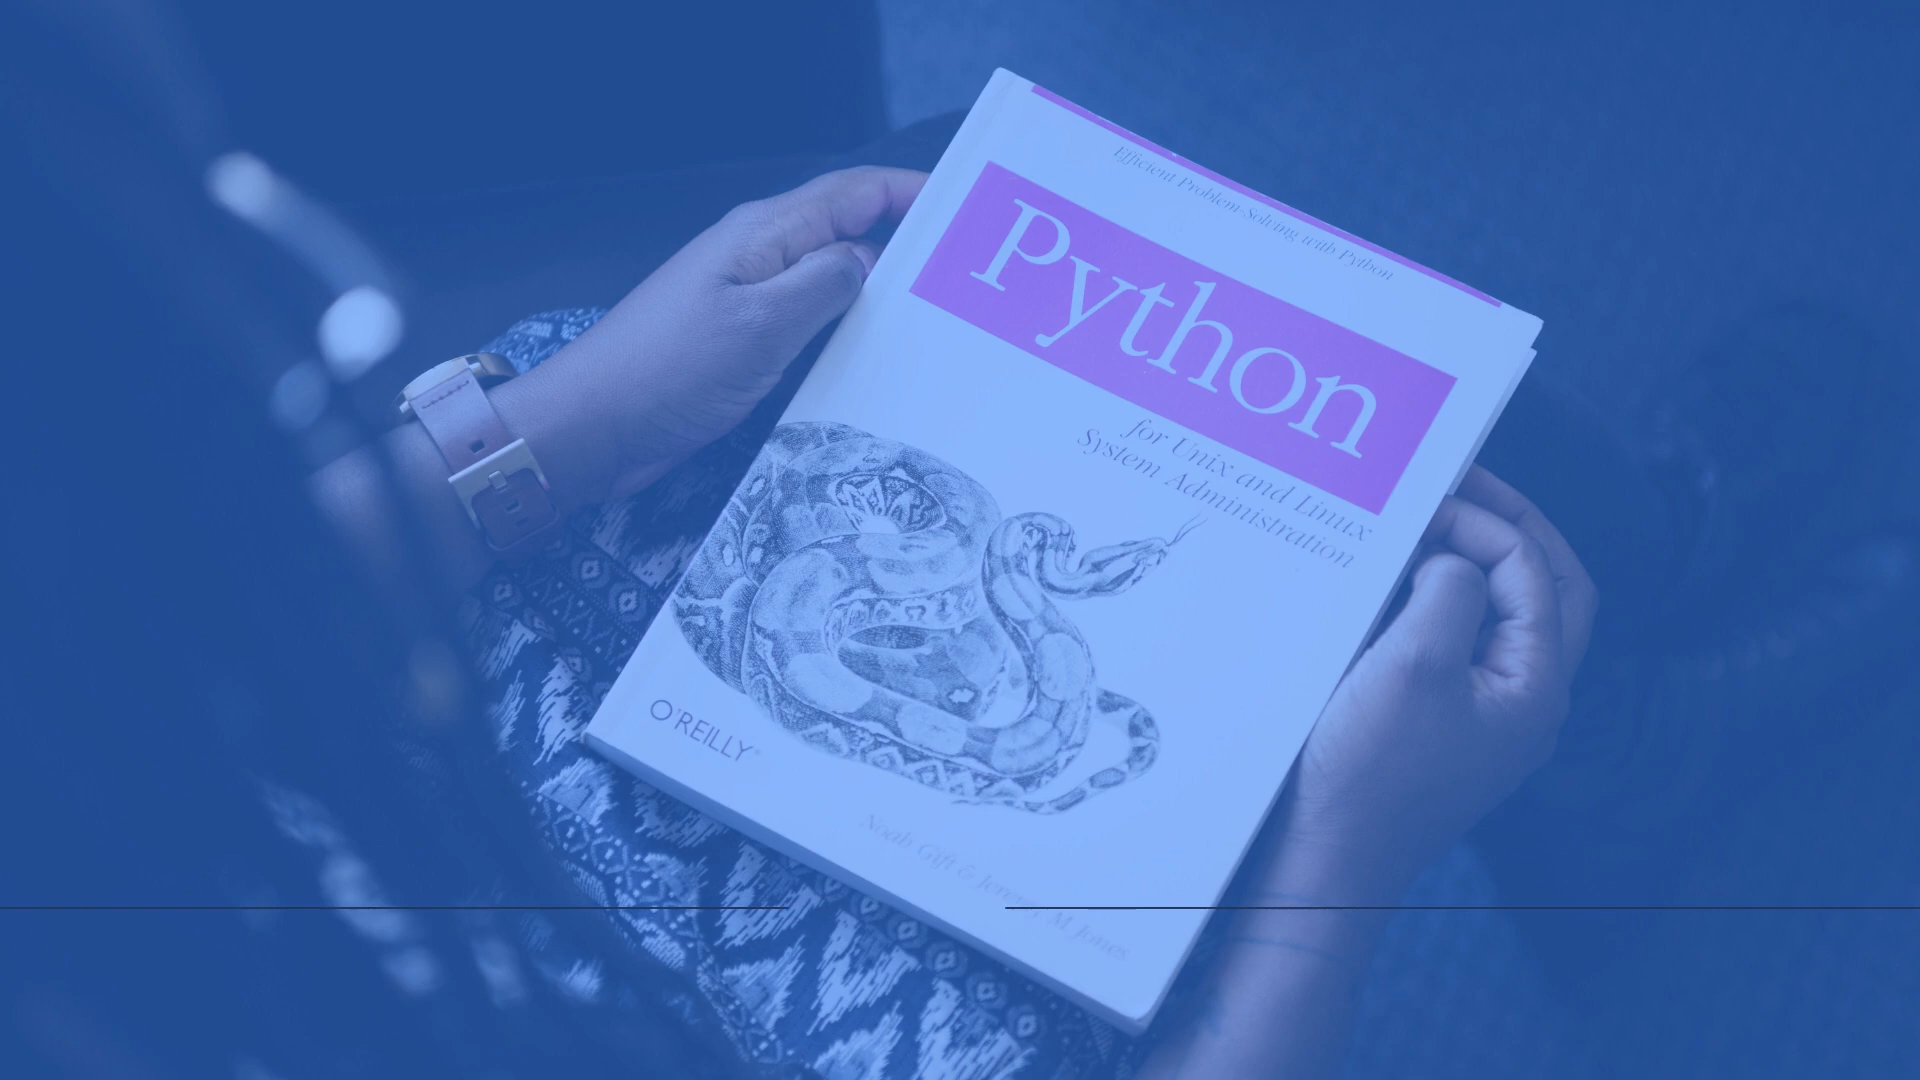 Efficient Problem-Solving with Python
Python
for Unix and Linux
System Administration
O'REILLY®
Noah Gift & Jeremy M. Jones